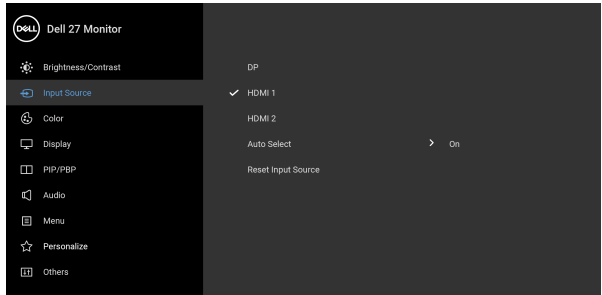 DELL
Dell 27 Monitor
Brightness/Contrast
DP
Input Source
HDMI 1
Color
HDMI 2
Display
Auto Select
On
PIP/PBP
Reset Input Source
Audio
Menu
Personalize
Others